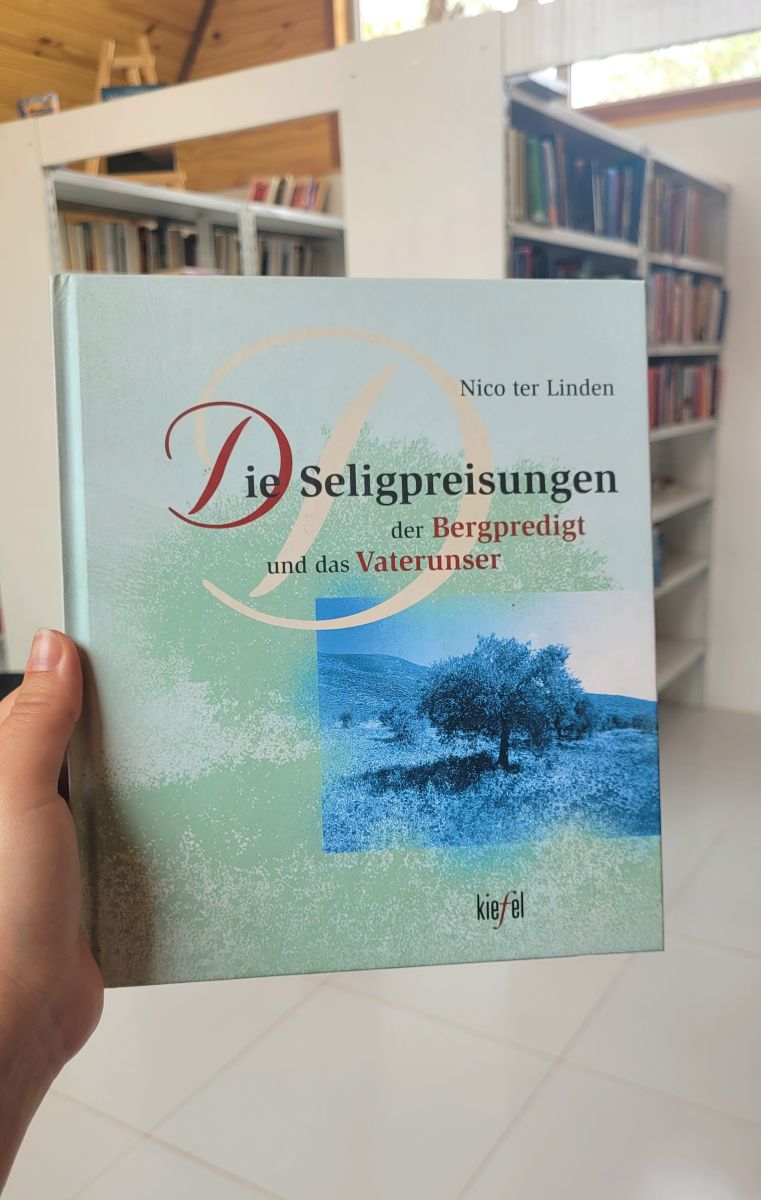 Nico ter Linden
Die Seligpreisungen
der Bergpredigt
und das Vaterunser
kiefel